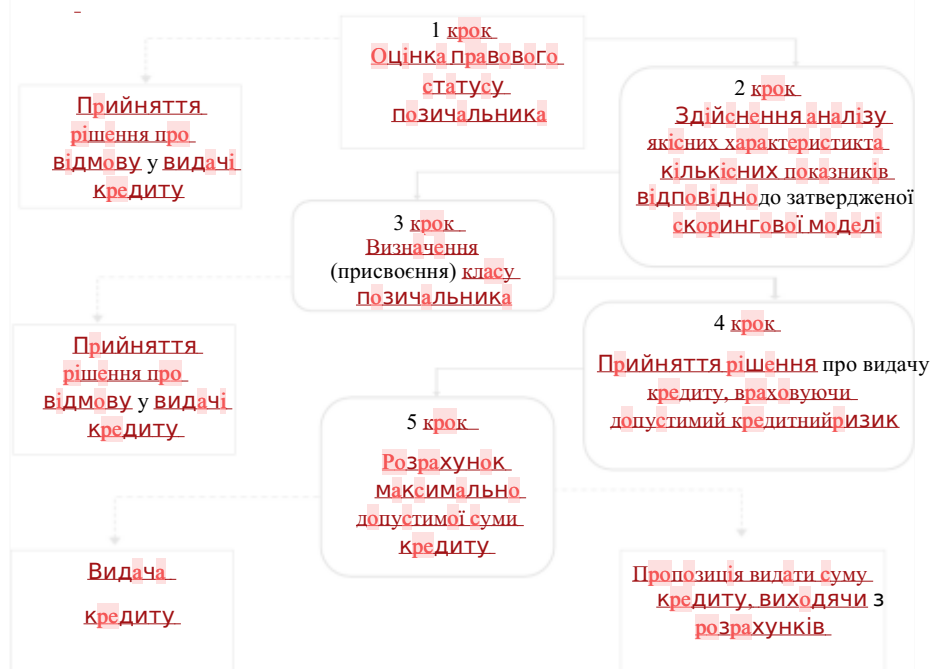 1 крок
Оцінка правового
статусу
позичальника
Прийняття
рішення про
відмову у видачі
кредиту
2 крок
Здійснення аналізу
якісних характеристикта
кількісних показників
відповіднодо затвердженої
скорингової моделі
3 крок
Визначення
(присвоєння) класу
позичальника
Прийняття
рішення про
відмову у видачі
кредиту
4 крок
Прийняття рішення про видачу
кредиту, враховуючи
допустимий кредитнийризик
5 крок
Розрахунок
максимально
допустимої суми
кредиту
Видача
кредиту
Пропозиція видати суму
кредиту, виходячи з
розрахунків